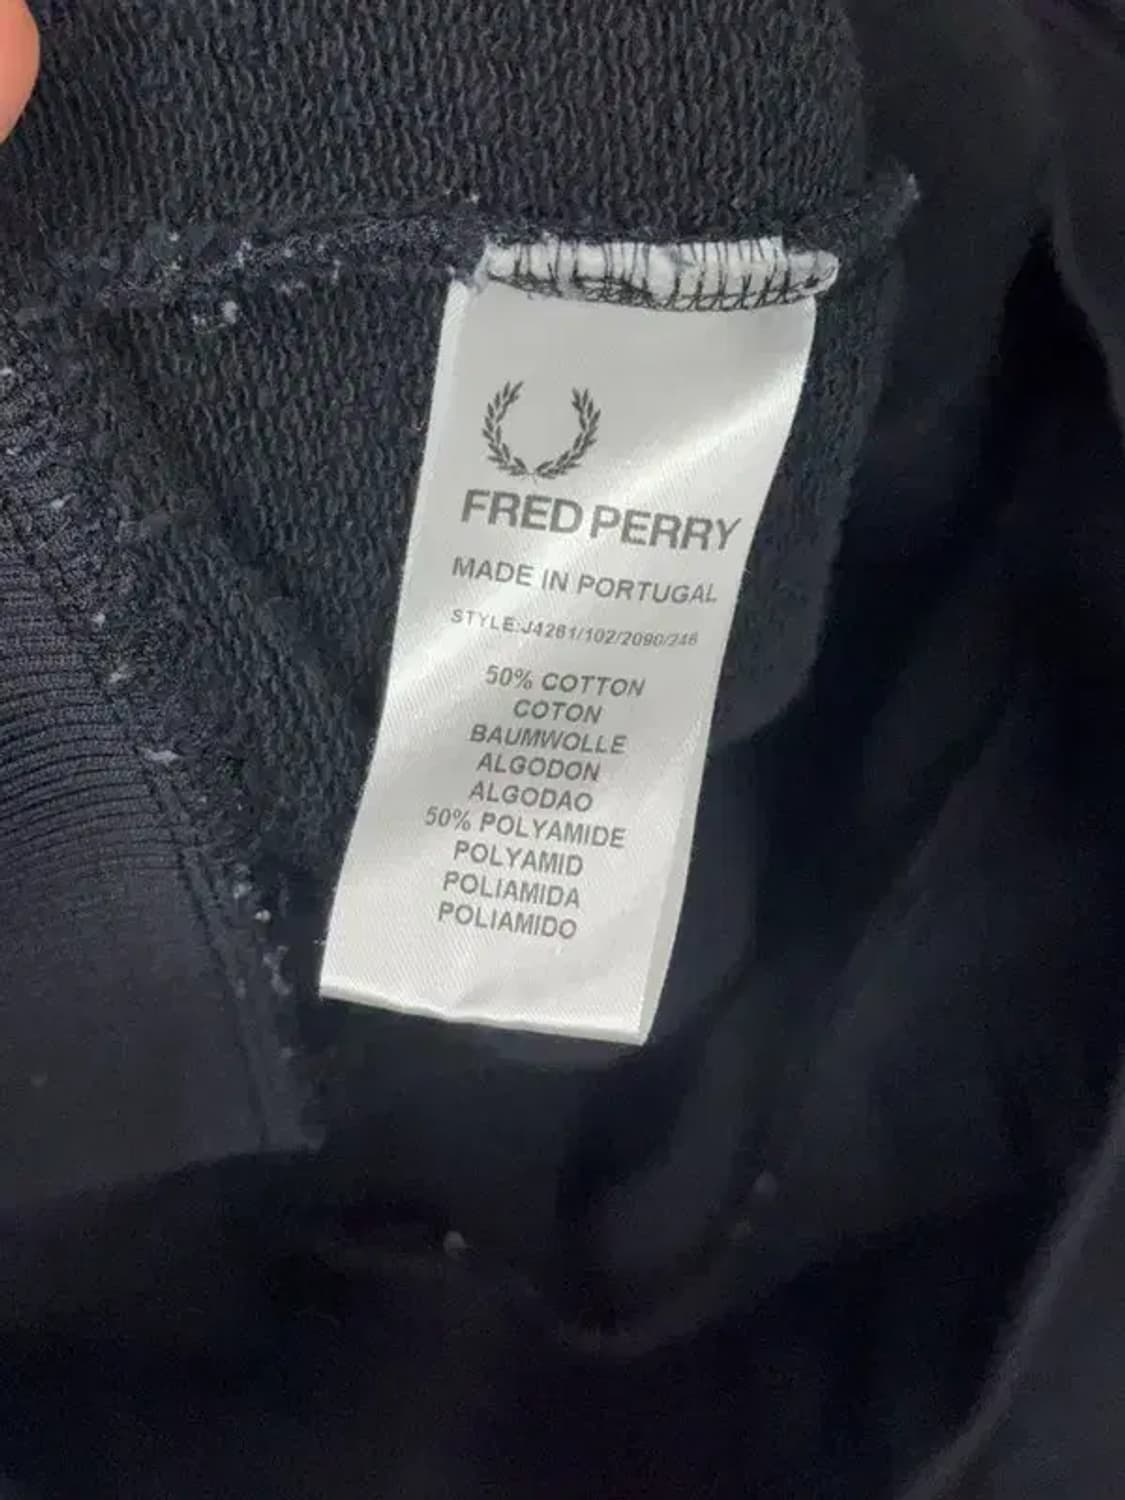 FRED PERRY
MADE IN PORTUGAL
STYLE:J4261/102/2090/246
50% COTTON
COTON
BAUMWOLLE
ALGODON
ALGODAO
50% POLYAMIDE
POLYAMID
POLIAMIDA
POLIAMIDO